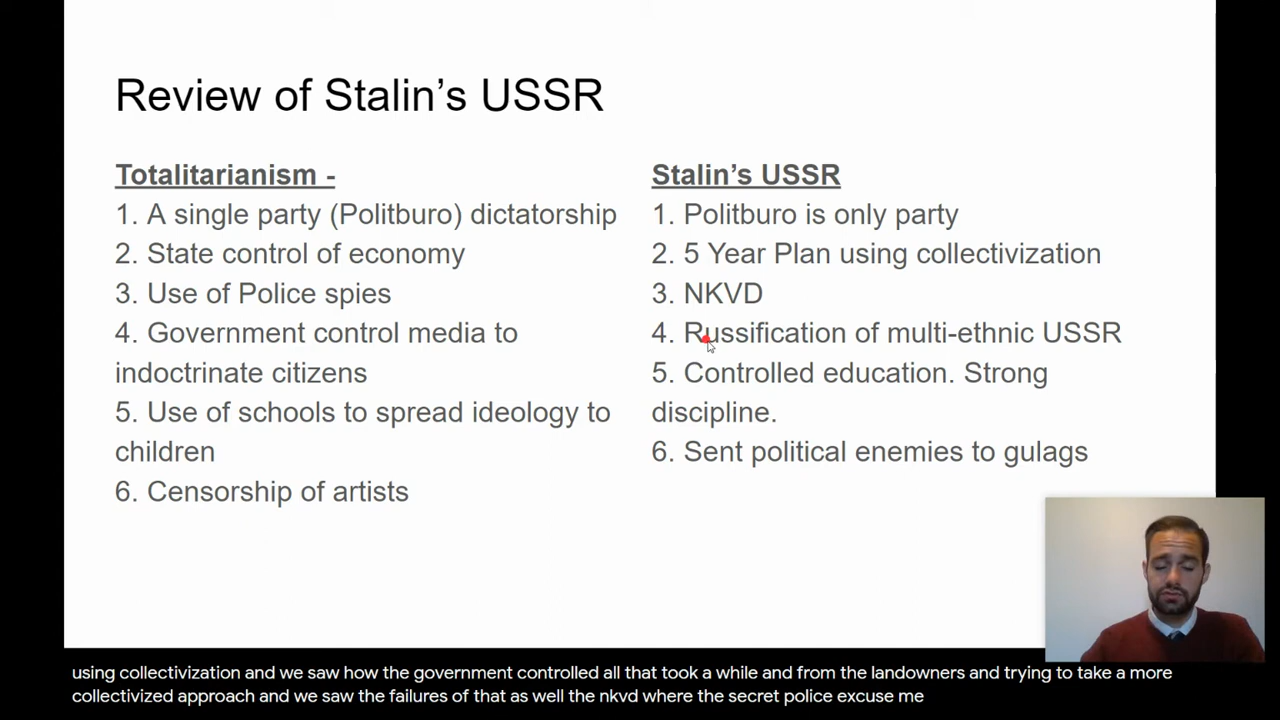 Review of Stalin's USSR
Totalitarianism -
1. A single party (Politburo) dictatorship
2. State control of economy
3. Use of Police spies
4. Government control media to
indoctrinate citizens
5. Use of schools to spread ideology to
children
6. Censorship of artists
Stalin's USSR
1. Politburo is only party
2. 5 Year Plan using collectivization
3. NKVD
4. Russification of multi-ethnic USSR
5. Controlled education. Strong
discipline.
6. Sent political enemies to gulags
using collectivization and we saw how the government controlled all that took a while and from the landowners and trying to take a more
collectivized approach and we saw the failures of that as well the nkvd where the secret police excuse me